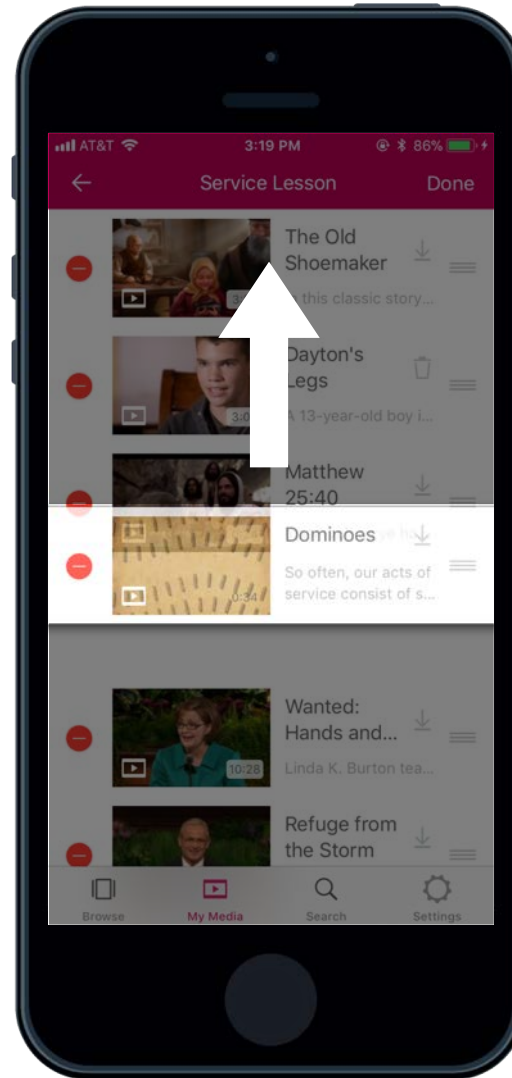 AT&T 3:19 PM 86%
Service Lesson Done
The Old
Shoemaker
this classic story...
Dayton's
Legs
3:0
A 13-year-old boy i...
Matthew
25:40
Dominoes
So often, our acts of
service consist of s...
0:34
Wanted:
Hands and...
10:28
Linda K. Burton tea...
Refuge from
the Storm
Browse My Media Search Settings